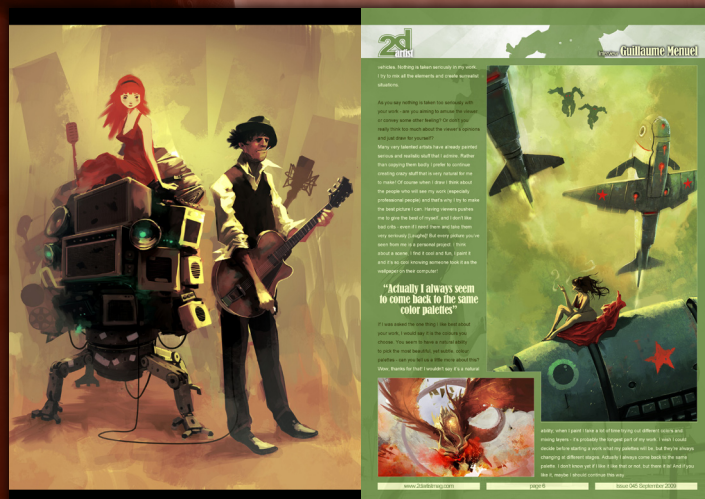 2d
artist
interview Guillaume Menuel
vehicles. Nothing is taken seriously in my work.
I try to mix all the elements and create surrealist
situations.
As you say nothing is taken too seriously with
your work - are you aiming to amuse the viewer
or convey some other feeling? Or don't you
really think too much about the viewer's opinions
and just draw for yourself?
Many very talented artists have already painted
serious and realistic stuff that I admire. Rather
than copying them badly I prefer to continue
creating crazy stuff that is very natural for me
to make! Of course when I draw I think about
the people who will see my work (especially
professional people) and that's why I try to make
the best picture I can. Having viewers pushes
me to give the best of myself, and I don't like
bad crits - even if I need them and take them
very seriously [Laughs]! But every picture you've
seen from me is a personal project. I think
about a scene, I find it cool and fun, I paint it
and it's so cool knowing someone took it as the
wallpaper on their computer!
“Actually I always seem
to come back to the same
color palettes”
If I was asked the one thing I like best about
your work, I would say it is the colours you
choose. You seem to have a natural ability
to pick the most beautiful, yet subtle, colour
palettes - can you tell us a little more about this?
Wow, thanks for that! I wouldn't say it's a natural
ability; when I paint I take a lot of time trying out different colors and
mixing layers - it's probably the longest part of my work. I wish I could
decide before starting a work what my palettes will be, but they're always
changing at different stages. Actually I always come back to the same
palette. I don't know yet if I like it like that or not, but there it is! And if you
like it, maybe I should continue this way.
www.2dartistmag.com
page 6
Issue 045 September 2009